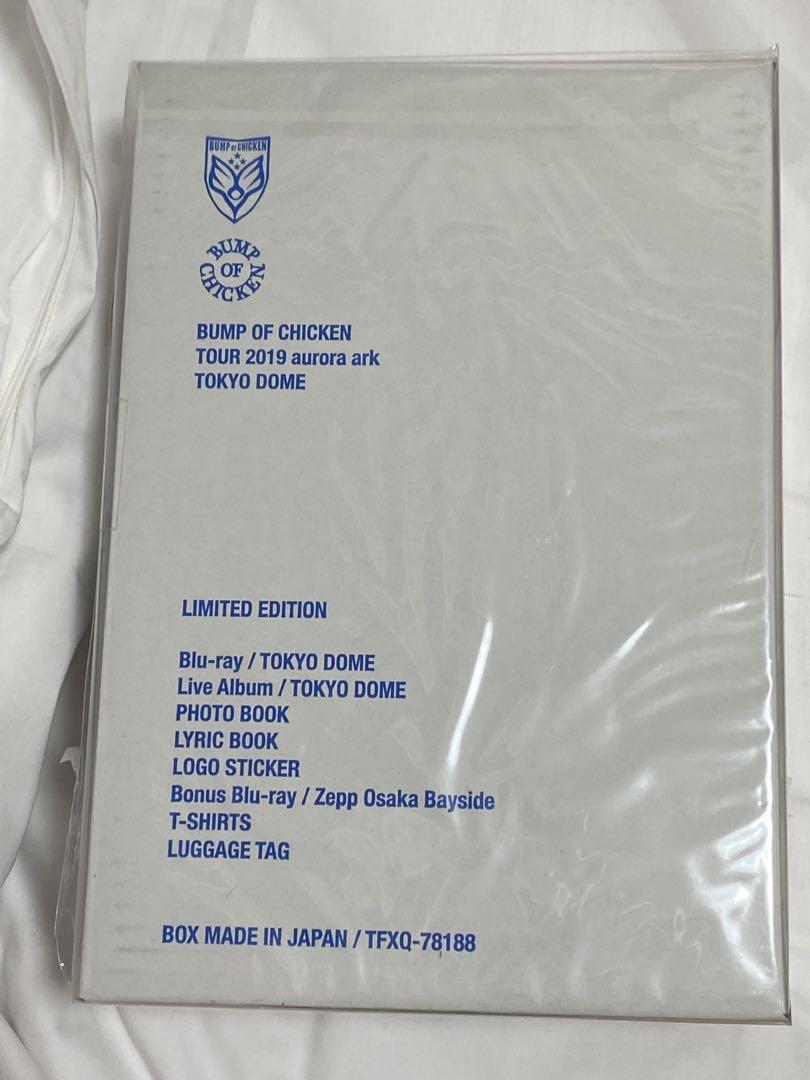 BUMP OF CHICKEN
BUMP
OF
CHICKEN
BUMP OF CHICKEN
TOUR 2019 aurora ark
TOKYO DOME
LIMITED EDITION
Blu-ray / TOKYO DOME
Live Album / TOKYO DOME
PHOTO BOOK
LYRIC BOOK
LOGO STICKER
Bonus Blu-ray / Zepp Osaka Bayside
T-SHIRTS
LUGGAGE TAG
BOX MADE IN JAPAN / TFXQ-78188